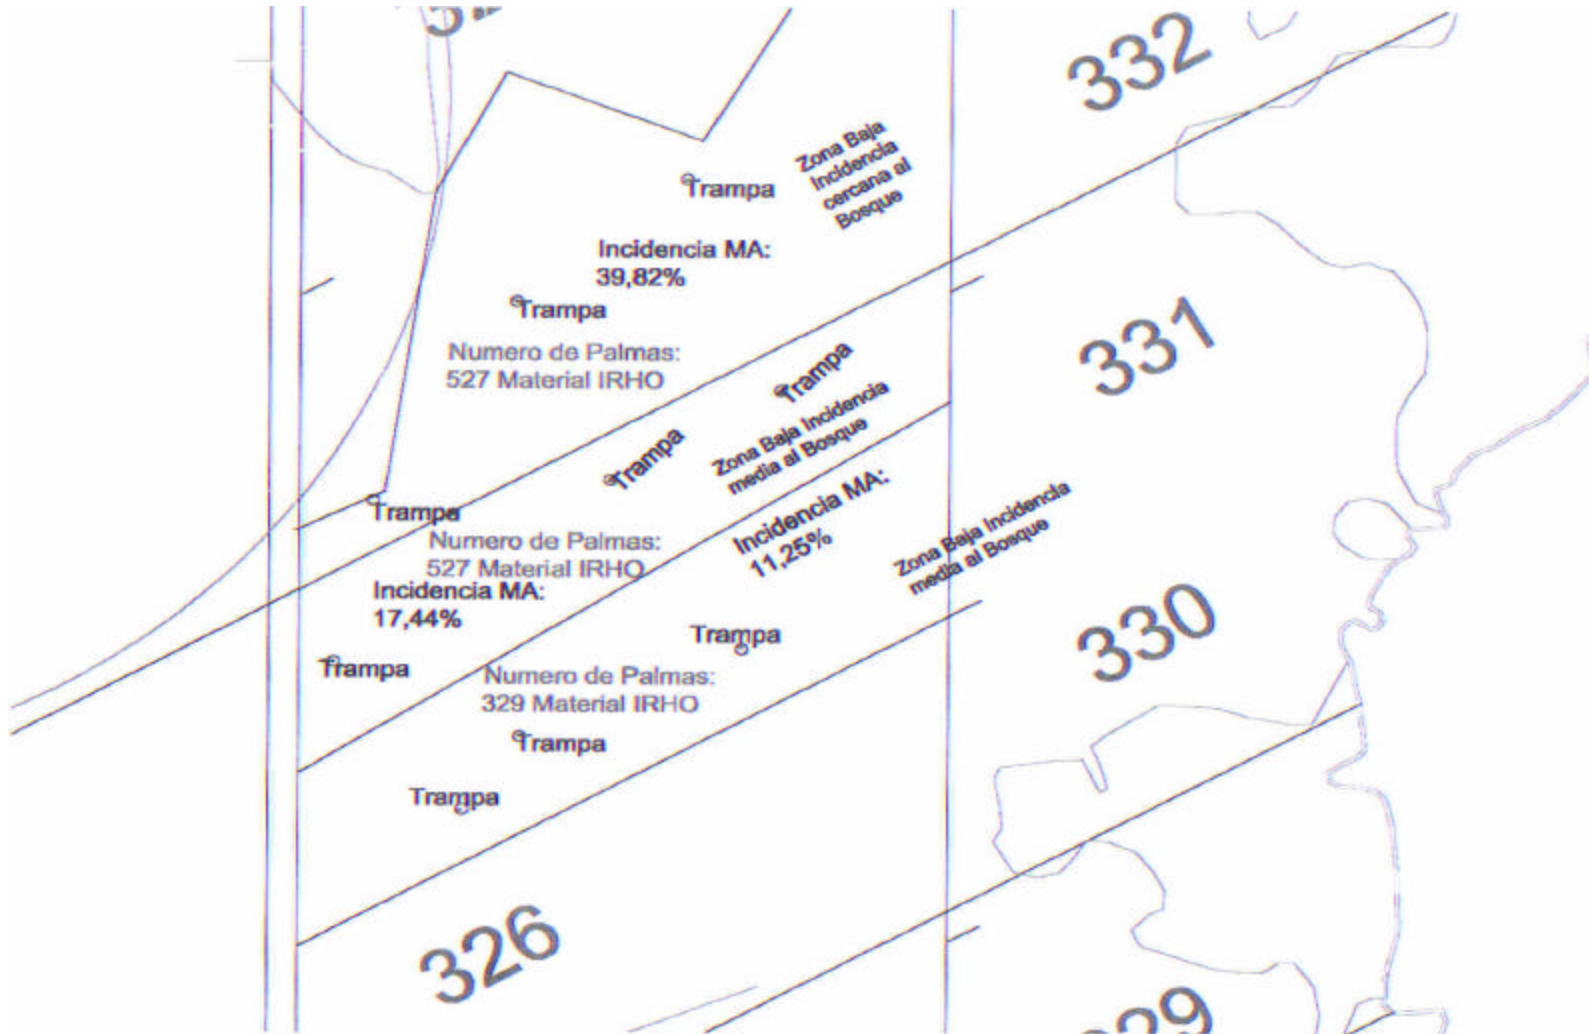 332
Zona Baja
Incidencia
cercana al
Bosque
Trampa
Incidencia MA:
39,82%
Trampa
Numero de Palmas:
527 Material IRHO
331
Trampa
Zona Baja Incidencia
media al Bosque
Trampa
Incidencia MA:
11,25%
Trampa
Numero de Palmas:
527 Material IRHO
Zona Baja Incidencia
media al Bosque
Incidencia MA:
17,44%
330
Trampa
Trampa
Numero de Palmas:
329 Material IRHO
Trampa
Trampa
326